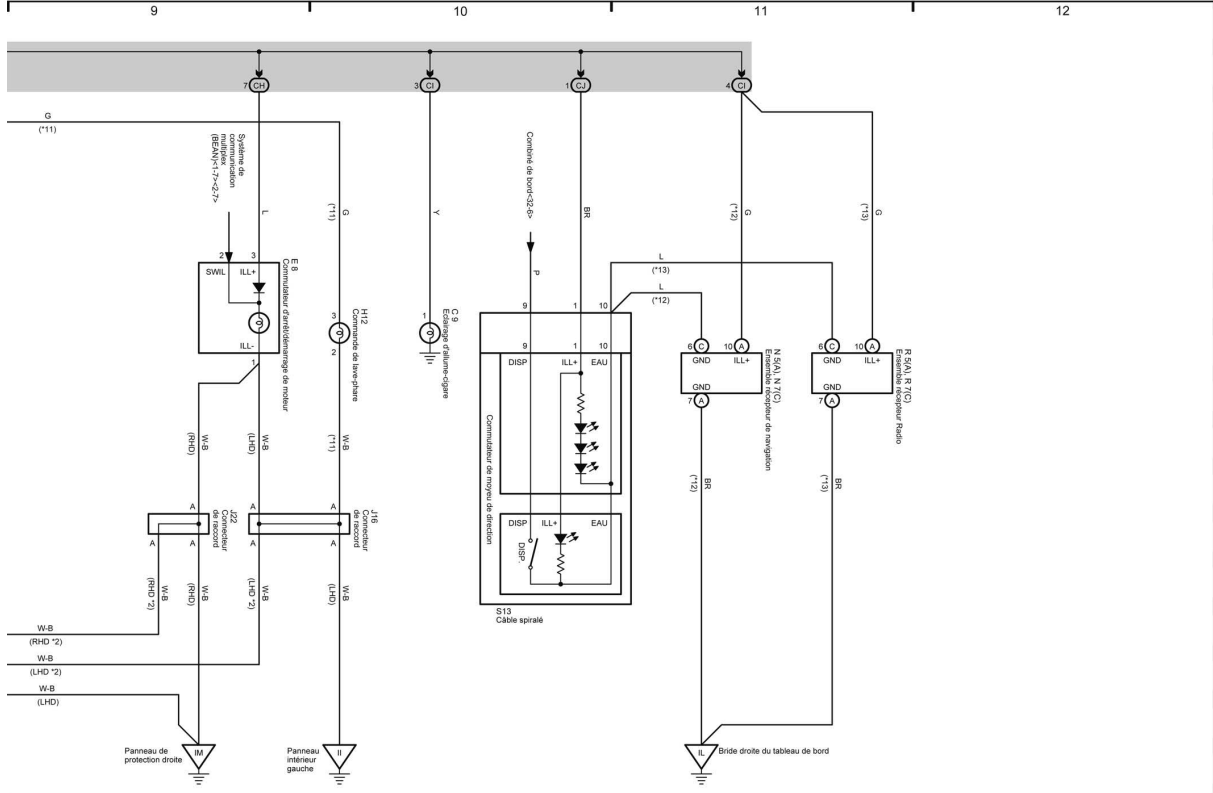 9
10
11
12
7 CH
3 CI
1 CJ
4 CI
G
(*11)
Système de
communication
multiplex
(BEAN)<1-7><2-7>
L
G
(*11)
Y
Combiné de bord<32-6>
P
BR
G
(*12)
G
(*13)
L
(*13)
L
(*12)
2
3
SWIL
ILL+
ILL-
1
E 8
Commutateur d'arrêt/démarrage de moteur
3
2
H12
Commande de lave-phare
1
C 9
Eclairage d'allume-cigare
9
1
10
9
1
10
DISP
ILL+
EAU
Commutateur de moyeu de direction
DISP
ILL+
EAU
DISP.
S13
Câble spiralé
6 C
10 A
GND
ILL+
GND
7 A
N 5(A), N 7(C)
Ensemble récepteur de navigation
6 C
10 A
GND
ILL+
GND
7 A
R 5(A), R 7(C)
Ensemble récepteur Radio
W-B
(RHD)
W-B
(LHD)
W-B
(*11)
BR
(*12)
BR
(*13)
A
A
A
J22
Connecteur
de raccord
A
A
A
A
J16
Connecteur
de raccord
W-B
(RHD *2)
W-B
(RHD)
W-B
(LHD *2)
W-B
(LHD)
W-B
(RHD *2)
W-B
(LHD *2)
W-B
(LHD)
Panneau de
protection droite
IM
Panneau
intérieur
gauche
II
IL
Bride droite du tableau de bord